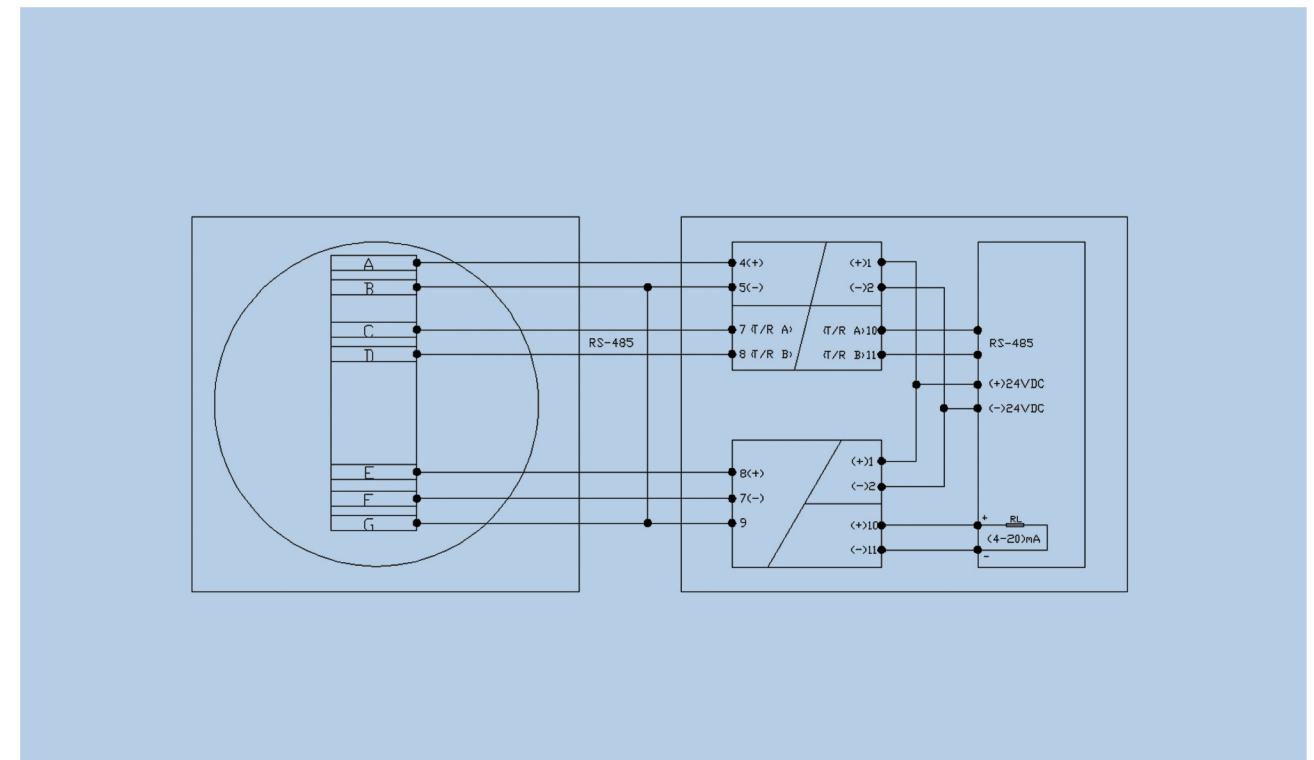 A
B
C
D
E
F
G
RS-485
4(+)
5(-)
7 (T/R A)
8 (T/R B)
(+)1
(-)2
(T/R A)10
(T/R B)11
8(+)
7(-)
9
(+)1
(-)2
(+)10
(-)11
RS-485
(+)24VDC
(-)24VDC
+ RL
(4-20)mA
-